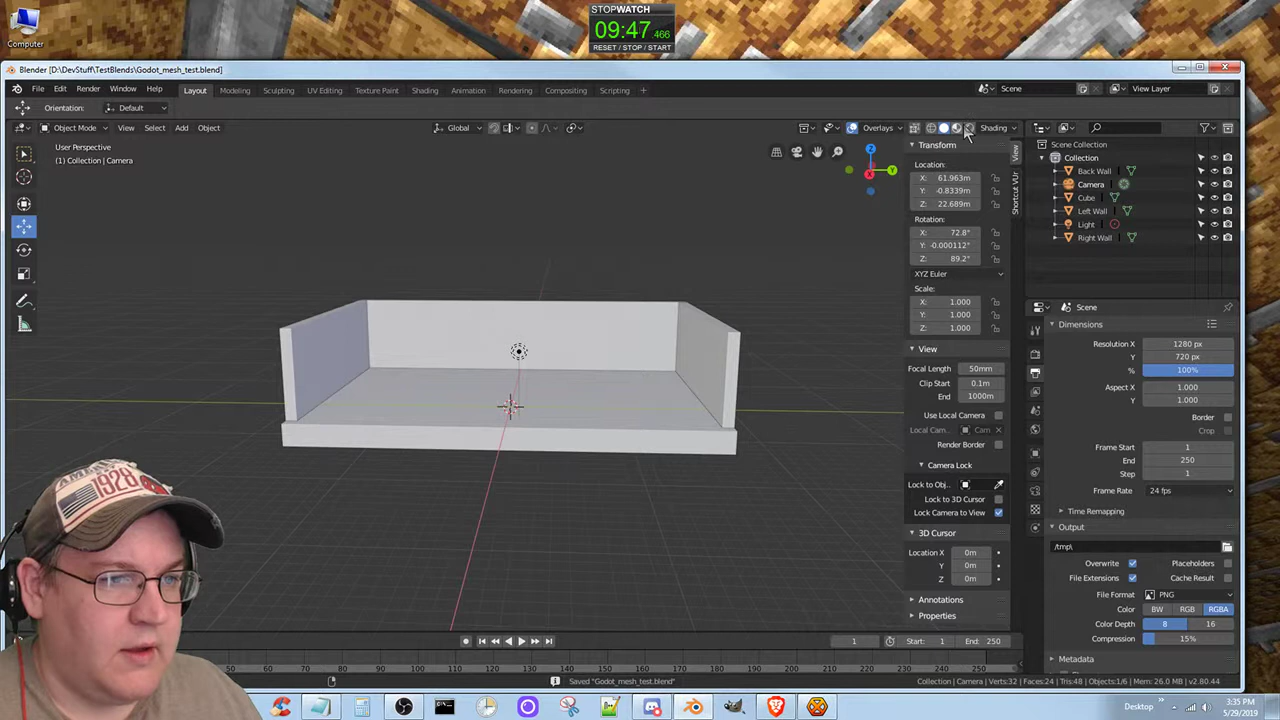 STOPWATCH
09:47.466
RESET / STOP / START
Computer
Blender [D:\DevStuff\TestBlends\Godot_mesh_test.blend]
File Edit Render Window Help
Layout Modeling Sculpting UV Editing Texture Paint Shading Animation Rendering Compositing Scripting +
Scene
View Layer
Orientation: Default
Object Mode View Select Add Object
Global
Overlays
Shading
User Perspective
(1) Collection | Camera
Z
Y
X
Transform
Location:
X: 61.963m
Y: -0.8339m
Z: 22.689m
Rotation:
X: 72.8°
Y: -0.000112°
Z: 89.2°
XYZ Euler
Scale:
X: 1.000
Y: 1.000
Z: 1.000
View
Focal Length 50mm
Clip Start 0.1m
End 1000m
Use Local Camera
Local Cam.. Cam
Render Border
Camera Lock
Lock to Obj..
Lock to 3D Cursor
Lock Camera to View
3D Cursor
Location X 0m
Y 0m
Z 0m
Annotations
Properties
View
Shortcut VUr
Scene Collection
Collection
Back Wall
Camera
Cube
Left Wall
Light
Right Wall
Scene
Dimensions
Resolution X 1280 px
Y 720 px
% 100%
Aspect X 1.000
Y 1.000
Border
Crop
Frame Start 1
End 250
Step 1
Frame Rate 24 fps
Time Remapping
Output
/tmp\
Overwrite Placeholders
File Extensions Cache Result
File Format PNG
Color BW RGB RGBA
Color Depth 8 16
Compression 15%
Metadata
1 Start: 1 End: 250
50 60 70 80 90 100 110 120 130 140 150 160 170 180 190 200 210 220 230 240 250
Saved "Godot_mesh_test.blend"
Collection | Camera | Verts:32 | Faces:24 | Tris:48 | Objects:1/6 | Mem: 26.0 MB | v2.80.44
AMP
1928
Desktop
3:35 PM
5/29/2019